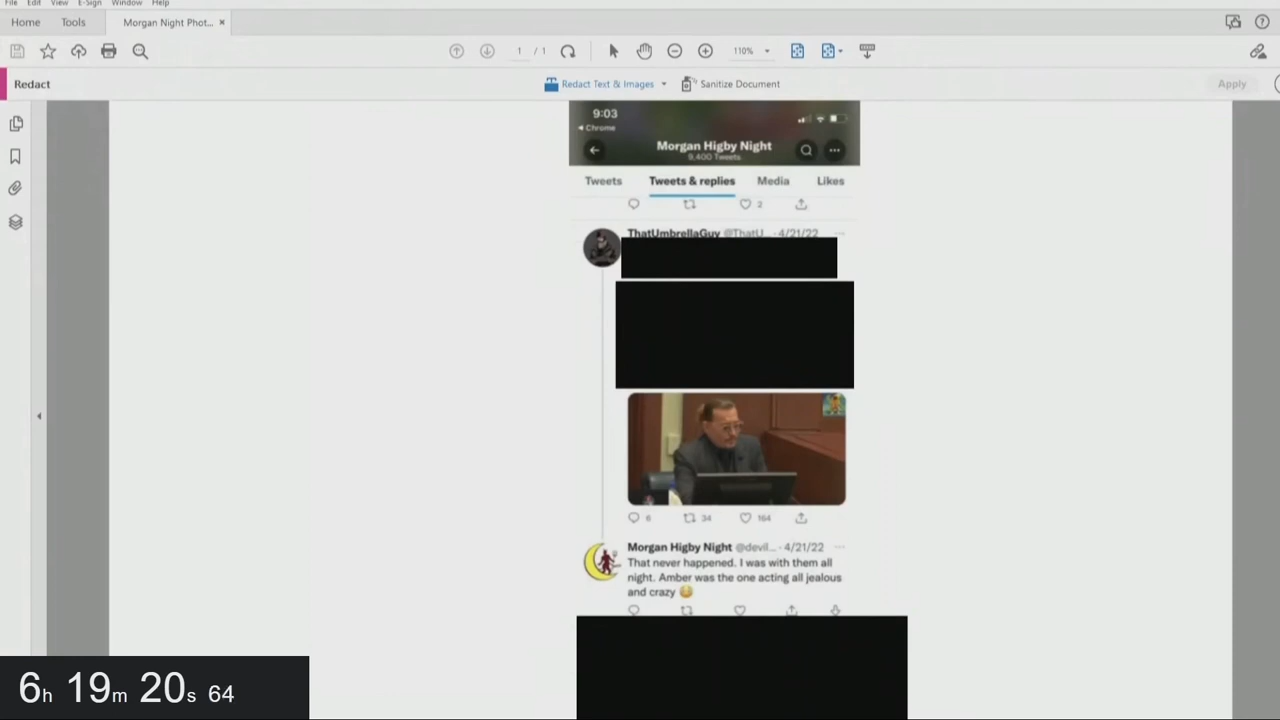 File Edit View E-Sign Window Help
Home Tools Morgan Night Phot... ×
1 / 1 110%
Redact Redact Text & Images Sanitize Document Apply
9:03
Chrome
Morgan Higby Night
9,400 Tweets
Tweets Tweets & replies Media Likes
2
ThatUmbrellaGuy @ThatU... · 4/21/22 ...
6 34 164
Morgan Higby Night @devil... · 4/21/22 ...
That never happened. I was with them all
night. Amber was the one acting all jealous
and crazy 😳
6h 19m 20s 64